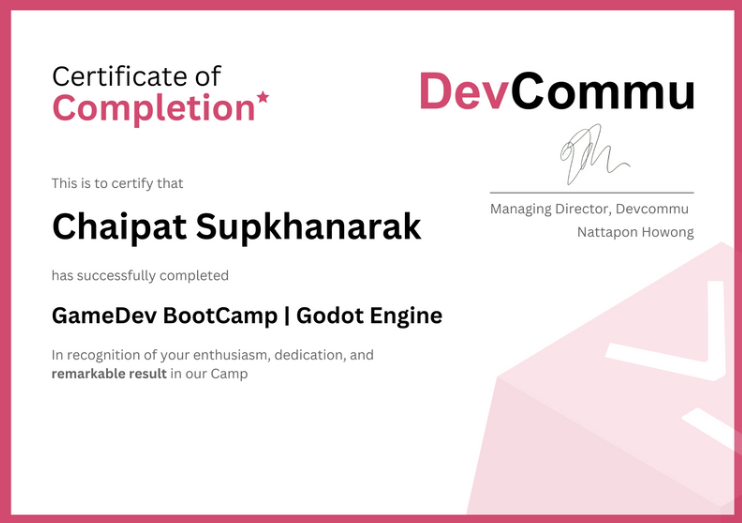 Certificate of
Completion
DevCommu
This is to certify that
Chaipat Supkhanarak
Managing Director, Devcommu
Nattapon Howong
has successfully completed
GameDev BootCamp | Godot Engine
In recognition of your enthusiasm, dedication, and
remarkable result in our Camp